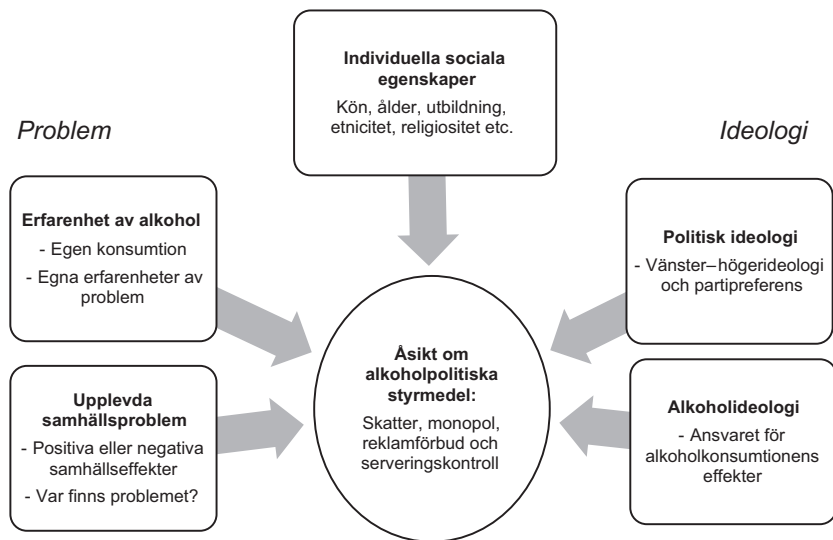 Individuella sociala
egenskaper
Kön, ålder, utbildning,
etnicitet, religiositet etc.
Problem
Ideologi
Erfarenhet av alkohol
- Egen konsumtion
- Egna erfarenheter av
problem
Politisk ideologi
- Vänster–högerideologi
och partipreferens
Åsikt om
alkoholpolitiska
styrmedel:
Skatter, monopol,
reklamförbud och
serveringskontroll
Upplevda
samhällsproblem
- Positiva eller negativa
samhällseffekter
- Var finns problemet?
Alkoholideologi
- Ansvaret för
alkoholkonsumtionens
effekter